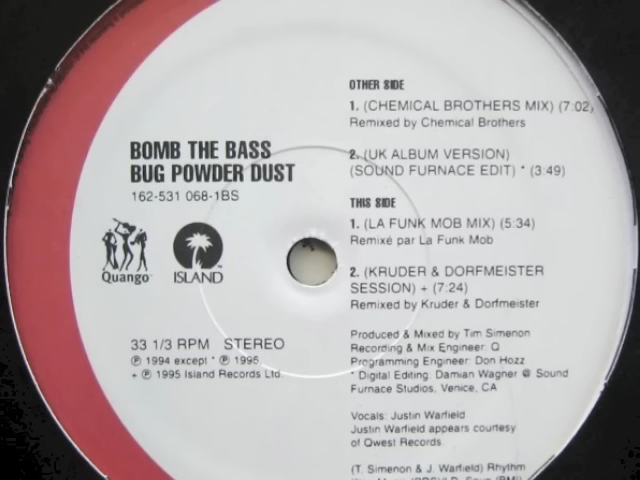 BOMB THE BASS
BUG POWDER DUST
162-531 068-1BS
Quango
ISLAND
33 1/3 RPM STEREO
℗ 1994 except * ℗ 1995,
+ ℗ 1995 Island Records Ltd
OTHER SIDE
1. (CHEMICAL BROTHERS MIX) (7:02)
Remixed by Chemical Brothers
2. (UK ALBUM VERSION)
(SOUND FURNACE EDIT) * (3:49)
THIS SIDE
1. (LA FUNK MOB MIX) (5:34)
Remixé par La Funk Mob
2. (KRUDER & DORFMEISTER
SESSION) + (7:24)
Remixed by Kruder & Dorfmeister
Produced & Mixed by Tim Simenon
Recording & Mix Engineer: Q
Programming Engineer: Don Hozz
* Digital Editing: Damian Wagner @ Sound
Furnace Studios, Venice, CA
Vocals: Justin Warfield
Justin Warfield appears courtesy
of Qwest Records.
(T. Simenon & J. Warfield) Rhythm